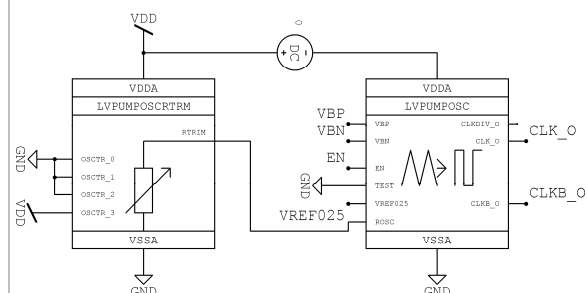 VDD
0
+ DC -
VDDA
LVPUMPOSCRTRM
RTRIM
GND
OSCTR_0
OSCTR_1
OSCTR_2
VDD
OSCTR_3
VSSA
GND
VDDA
LVPUMPOSC
VBP
VBP
CLKDIV_O
VBN
VBN
CLK_O
CLK_O
EN
EN
GND
TEST
VREF025
VREF025
CLKB_O
CLKB_O
ROSC
VSSA
GND